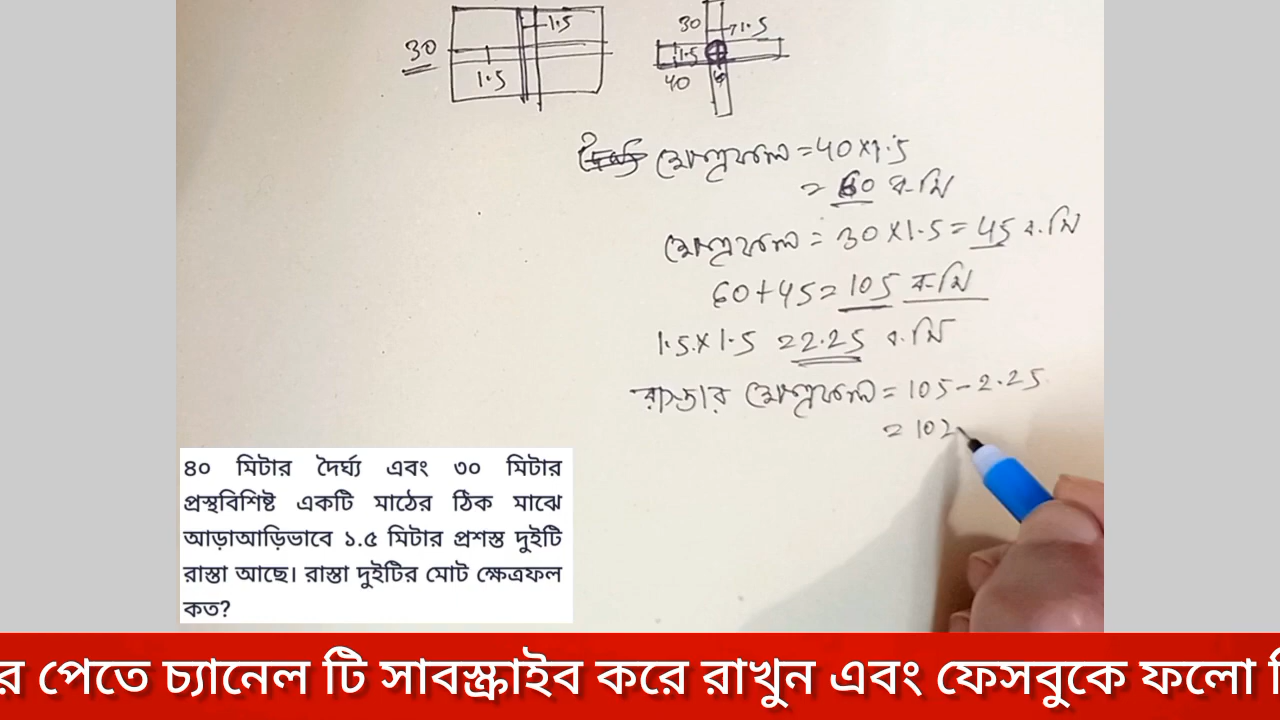 30
1.5
1.5
30
1.5
1.5
40
ক্ষেত্রফল = 40 x 1.5
= 60 ব.মি
ক্ষেত্রফল = 30 x 1.5 = 45 ব.মি
60 + 45 = 105 ব.মি
1.5 x 1.5 = 2.25 ব.মি
রাস্তার ক্ষেত্রফল = 105 - 2.25
= 102
৪০ মিটার দৈর্ঘ্য এবং ৩০ মিটার
প্রস্থবিশিষ্ট একটি মাঠের ঠিক মাঝে
আড়াআড়িভাবে ১.৫ মিটার প্রশস্ত দুইটি
রাস্তা আছে। রাস্তা দুইটির মোট ক্ষেত্রফল
কত?
র পেতে চ্যানেল টি সাবস্ক্রাইব করে রাখুন এবং ফেসবুকে ফলো